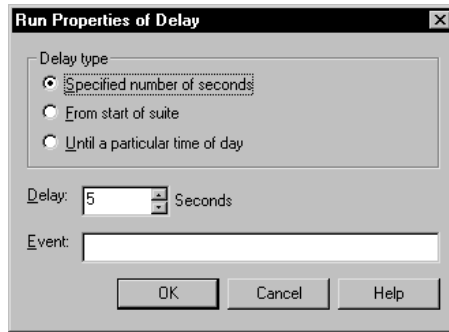 Run Properties of Delay
Delay type
Specified number of seconds
From start of suite
Until a particular time of day
Delay: 5 Seconds
Event:
OK Cancel Help